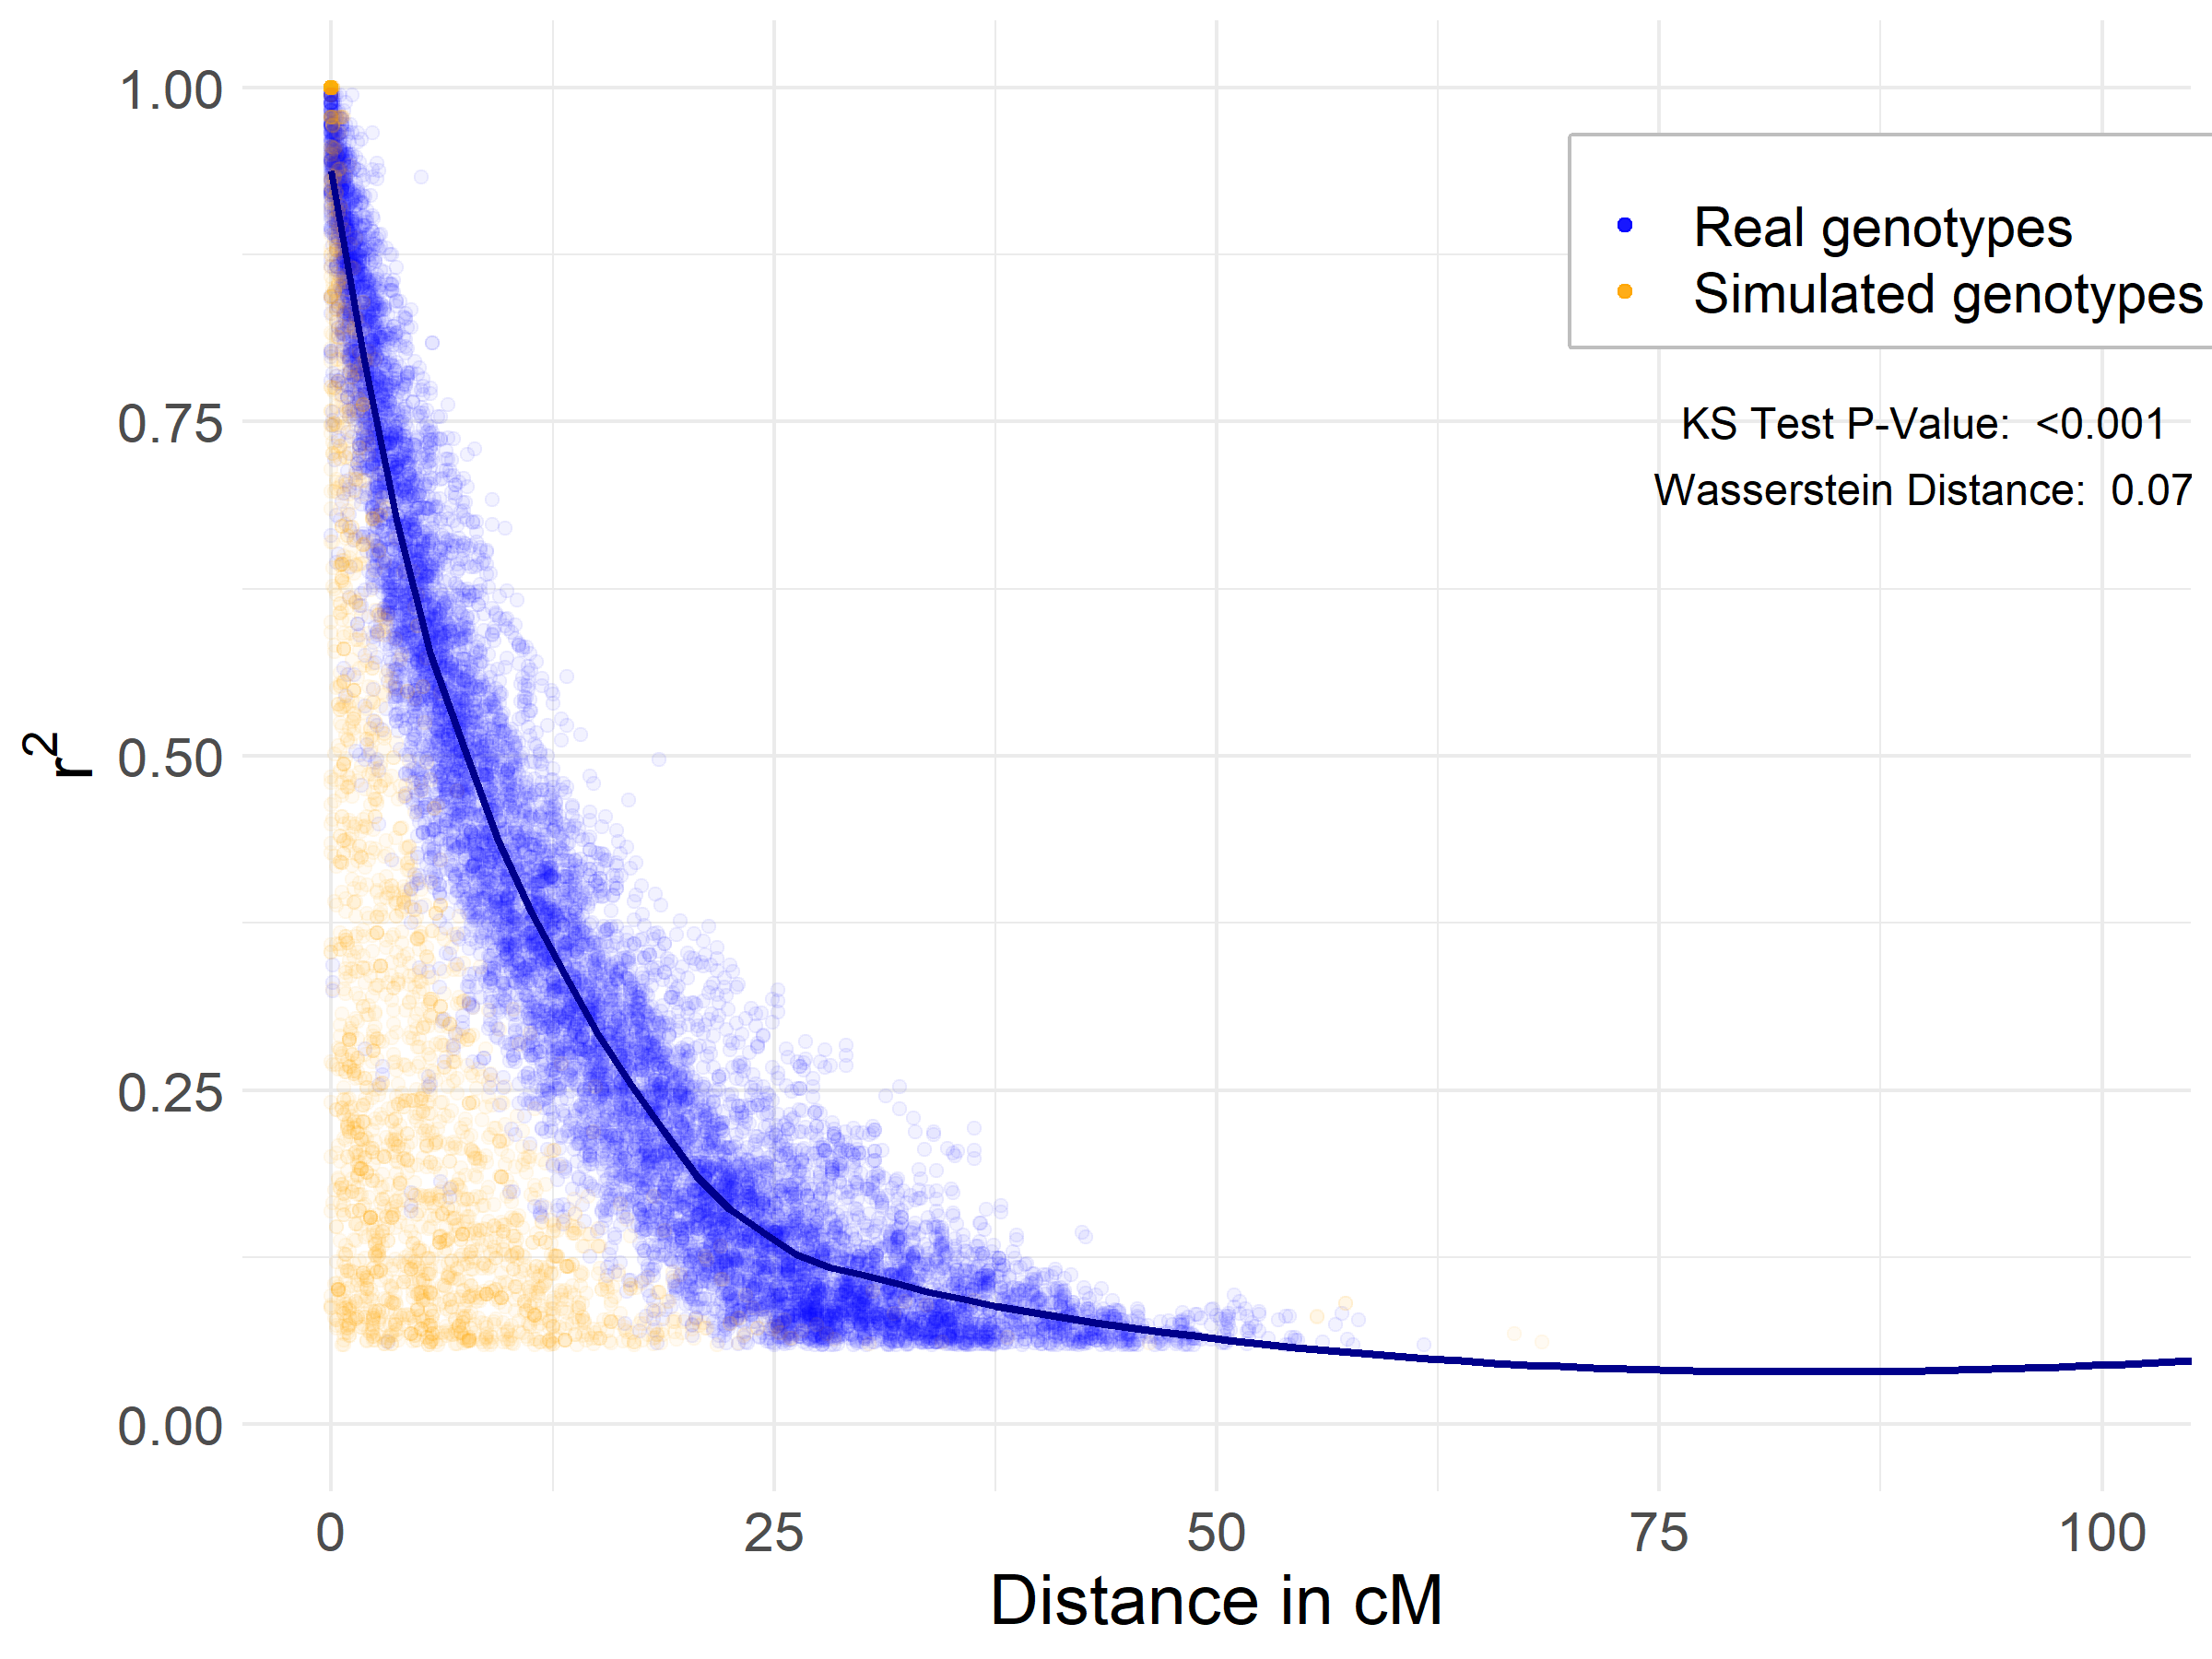 1.00
0.75
0.50
0.25
0.00
r²
Real genotypes
Simulated genotypes
KS Test P-Value: <0.001
Wasserstein Distance: 0.07
0 25 50 75 100
Distance in cM